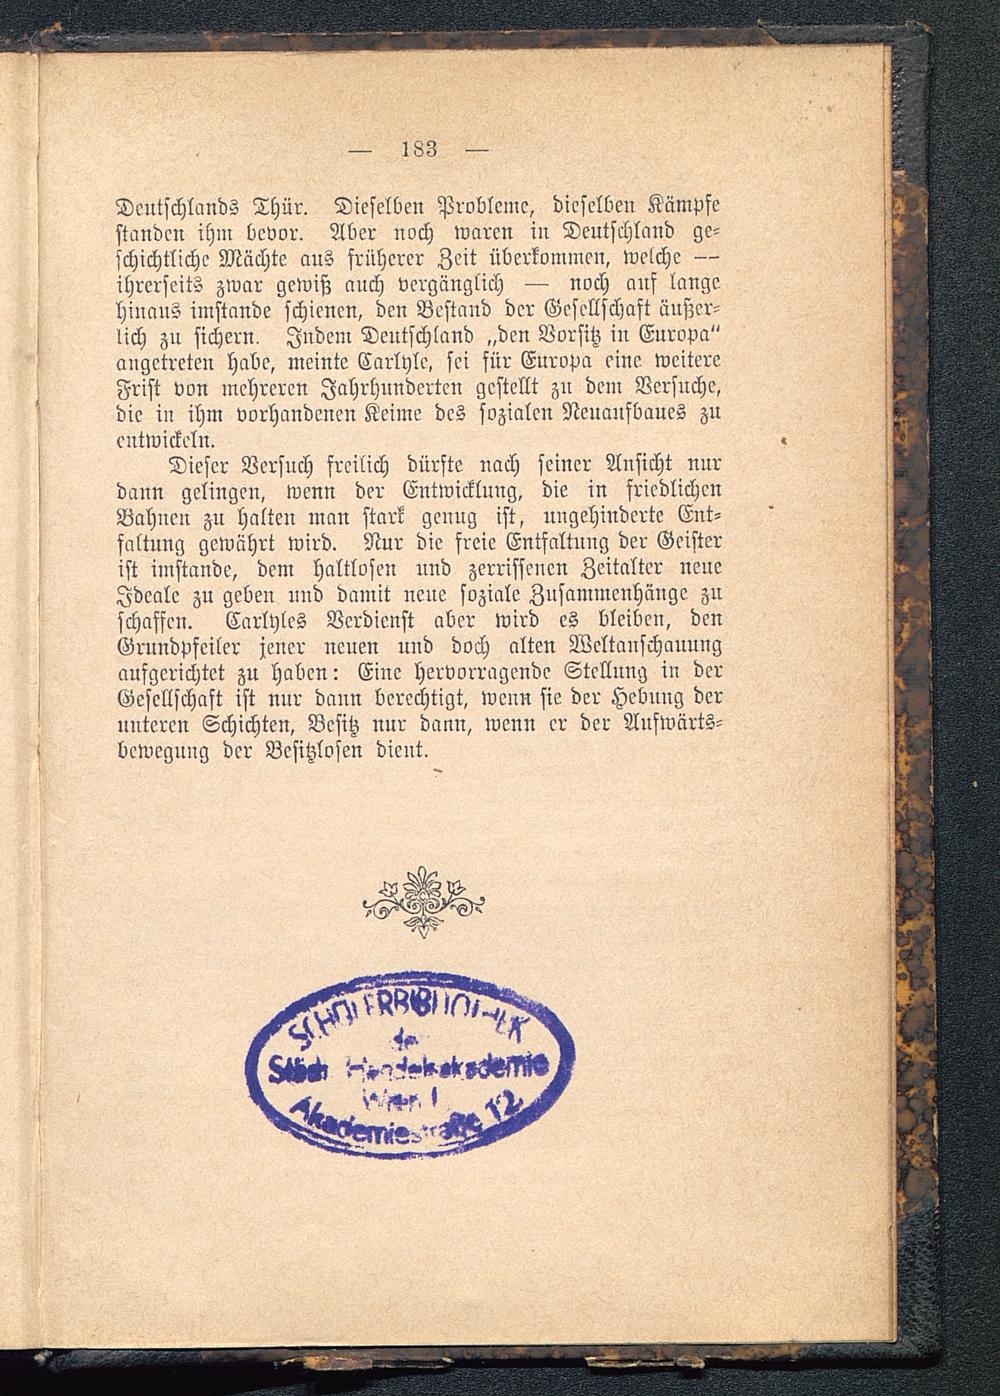 — 183 —
Deutschlands Thür. Dieselben Probleme, dieselben Kämpfe
standen ihm bevor. Aber noch waren in Deutschland ge-
schichtliche Mächte aus früherer Zeit überkommen, welche —
ihrerseits zwar gewiß auch vergänglich — noch auf lange
hinaus imstande schienen, den Bestand der Gesellschaft äußer-
lich zu sichern. Indem Deutschland „den Vorsitz in Europa“
angetreten habe, meinte Carlyle, sei für Europa eine weitere
Frist von mehreren Jahrhunderten gestellt zu dem Versuche,
die in ihm vorhandenen Keime des sozialen Neuaufbaues zu
entwickeln.
Dieser Versuch freilich dürfte nach seiner Ansicht nur
dann gelingen, wenn der Entwicklung, die in friedlichen
Bahnen zu halten man stark genug ist, ungehinderte Ent-
faltung gewährt wird. Nur die freie Entfaltung der Geister
ist imstande, dem haltlosen und zerrissenen Zeitalter neue
Ideale zu geben und damit neue soziale Zusammenhänge zu
schaffen. Carlyles Verdienst aber wird es bleiben, den
Grundpfeiler jener neuen und doch alten Weltanschauung
aufgerichtet zu haben: Eine hervorragende Stellung in der
Gesellschaft ist nur dann berechtigt, wenn sie der Hebung der
unteren Schichten, Besitz nur dann, wenn er der Aufwärts-
bewegung der Besitzlosen dient.
SCHÜLERBIBLIOTHEK
der
Handelsakademie
Wien I
Akademiestraße 12